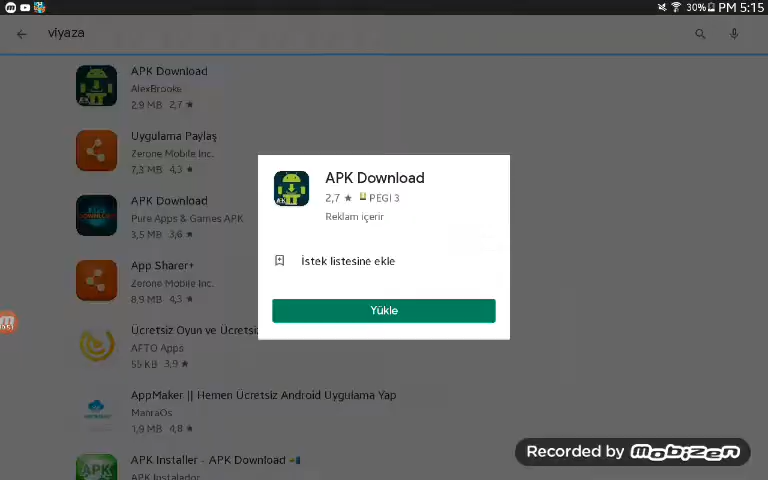 30% PM 5:15
viyaza
APK Download
AlexBrooke
2,9 MB 2,7 ★
Uygulama Paylaş
Zerone Mobile Inc.
7,3 MB 4,3 ★
APK Download
Pure Apps & Games APK
3,5 MB 3,6 ★
App Sharer+
Zerone Mobile Inc.
8,9 MB 4,3 ★
Ücretsiz Oyun ve Ücretsiz
AFTO Apps
55 KB 3,9 ★
AppMaker || Hemen Ücretsiz Android Uygulama Yap
ManraOs
1,9 MB 4,8 ★
APK Installer - APK Download
APK Instalador
APK Download
2,7 ★ PEGI 3
Reklam içerir
İstek listesine ekle
Yükle
Recorded by Mobizen